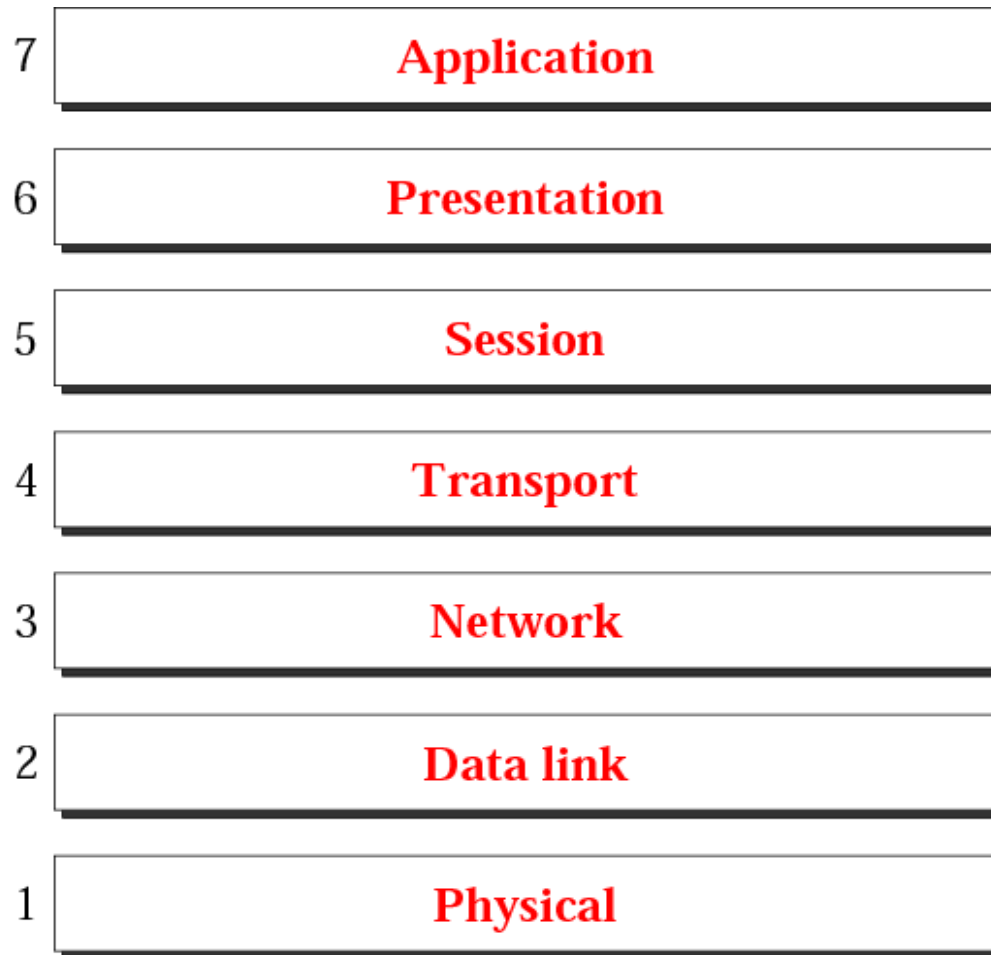 7 Application
6 Presentation
5 Session
4 Transport
3 Network
2 Data link
1 Physical